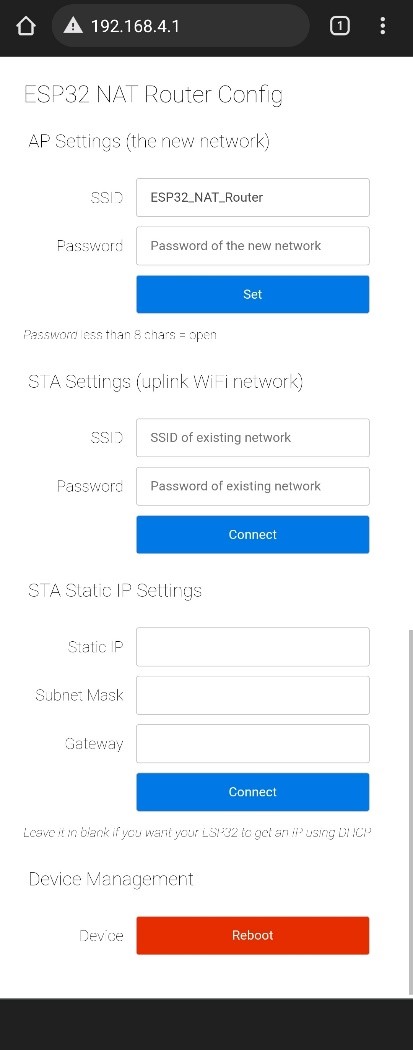 192.168.4.1
1
ESP32 NAT Router Config
AP Settings (the new network)
SSID
ESP32_NAT_Router
Password
Password of the new network
Set
Password less than 8 chars = open
STA Settings (uplink WiFi network)
SSID
SSID of existing network
Password
Password of existing network
Connect
STA Static IP Settings
Static IP
Subnet Mask
Gateway
Connect
Leave it in blank if you want your ESP32 to get an IP using DHCP
Device Management
Device
Reboot